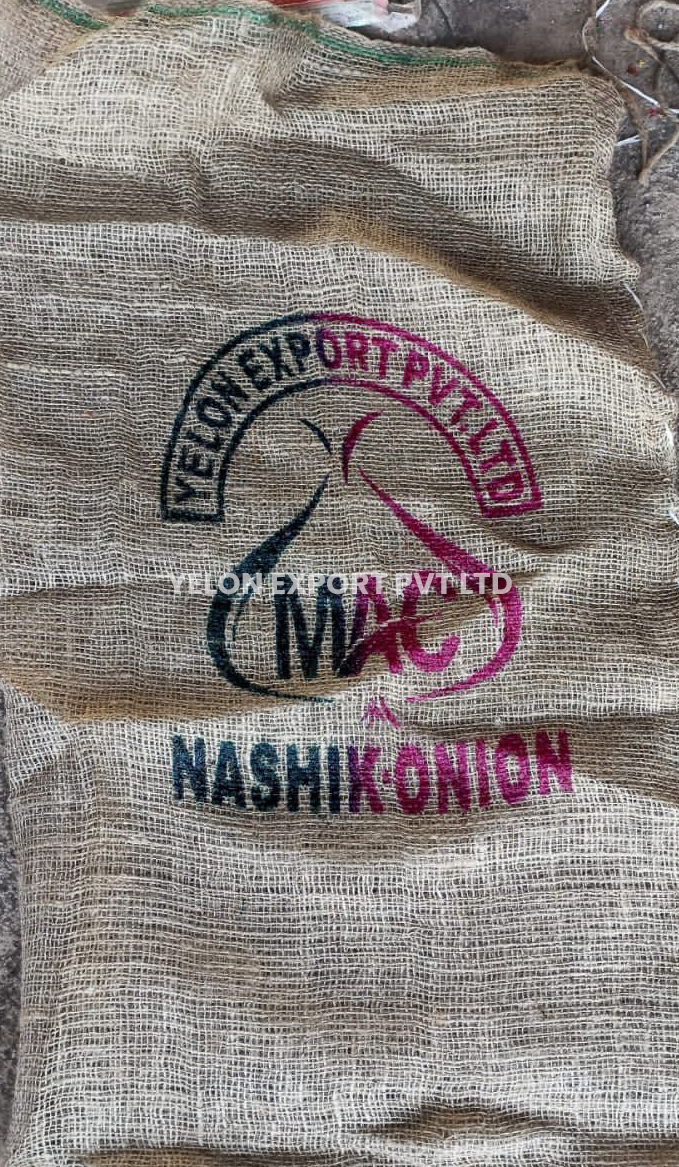 YELON EXPORT PVT.LTD
YELON EXPORT PVT LTD
MAC
NASHIK·ONION